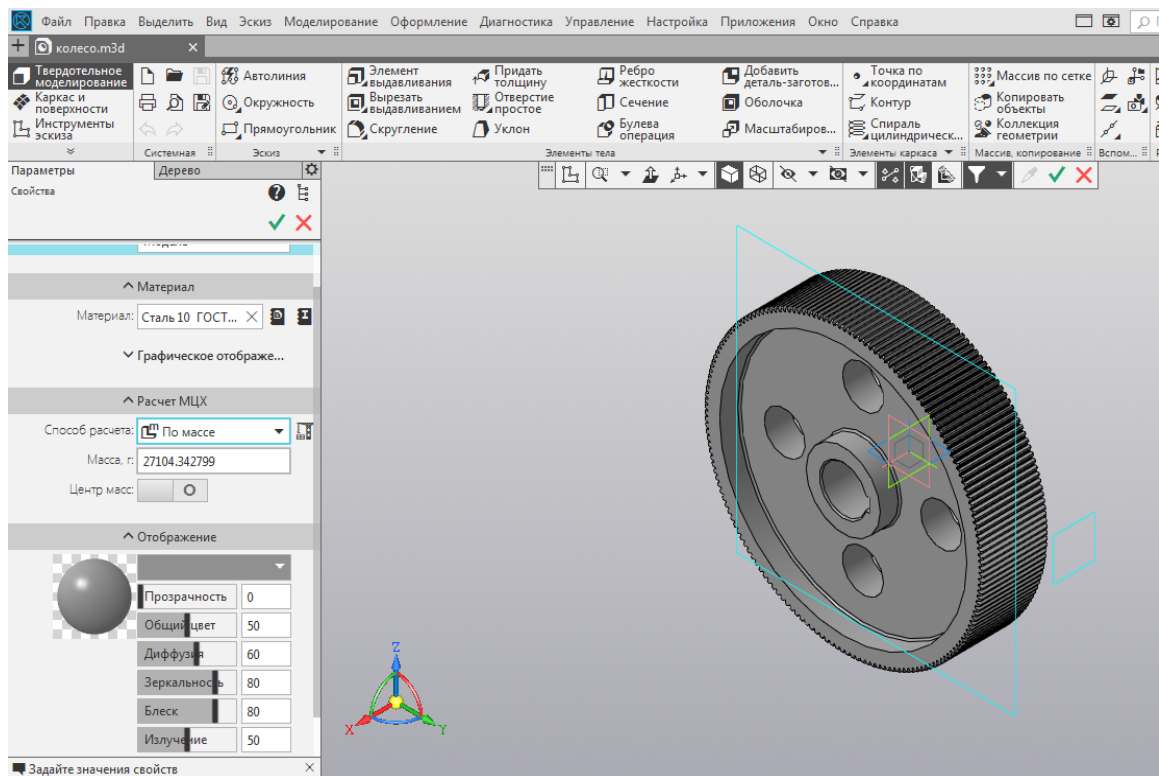 Файл Правка Выделить Вид Эскиз Моделирование Оформление Диагностика Управление Настройка Приложения Окно Справка
колесо.m3d
Твердотельное моделирование
Каркас и поверхности
Инструменты эскиза
Системная
Автолиния
Окружность
Прямоугольник
Эскиз
Элемент выдавливания
Вырезать выдавливанием
Скругление
Придать толщину
Отверстие простое
Уклон
Ребро жесткости
Сечение
Булева операция
Добавить деталь-заготов...
Оболочка
Масштабиров...
Элементы тела
Точка по координатам
Контур
Спираль цилиндрическ...
Элементы каркаса
Массив по сетке
Копировать объекты
Коллекция геометрии
Массив, копирование
Вспом...
Параметры
Дерево
Свойства
Материал
Материал: Сталь 10 ГОСТ...
Графическое отображе...
Расчет МЦХ
Способ расчета: По массе
Масса, г: 27104.342799
Центр масс:
Отображение
Прозрачность 0
Общий цвет 50
Диффузия 60
Зеркальность 80
Блеск 80
Излучение 50
Задайте значения свойств
Z
X
Y